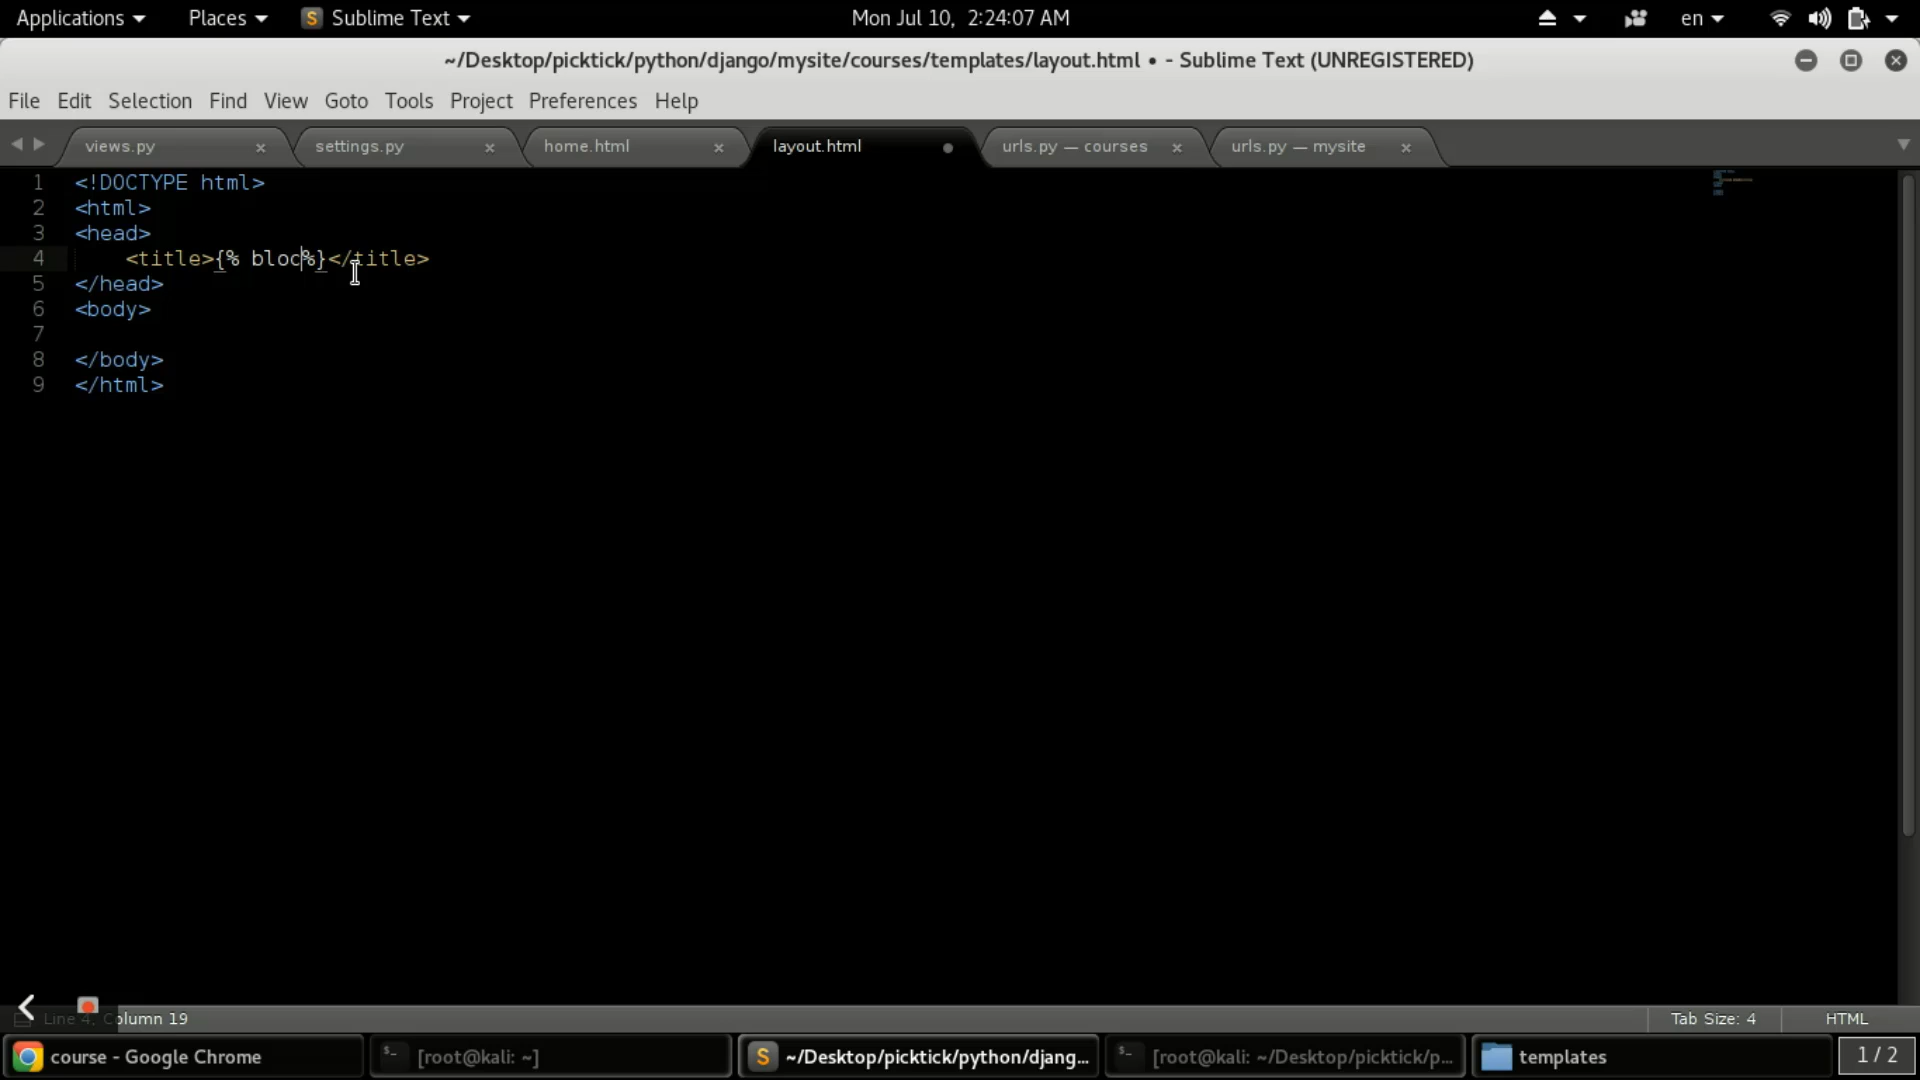 Applications Places Sublime Text Mon Jul 10, 2:24:07 AM en
~/Desktop/picktick/python/django/mysite/courses/templates/layout.html • - Sublime Text (UNREGISTERED)
File Edit Selection Find View Goto Tools Project Preferences Help
views.py settings.py home.html layout.html urls.py — courses urls.py — mysite
1 <!DOCTYPE html>
2 <html>
3 <head>
4 <title>{% bloc%}</title>
5 </head>
6 <body>
7
8 </body>
9 </html>
Line 4, Column 19 Tab Size: 4 HTML
course - Google Chrome [root@kali: ~] ~/Desktop/picktick/python/djang... [root@kali: ~/Desktop/picktick/p... templates 1 / 2